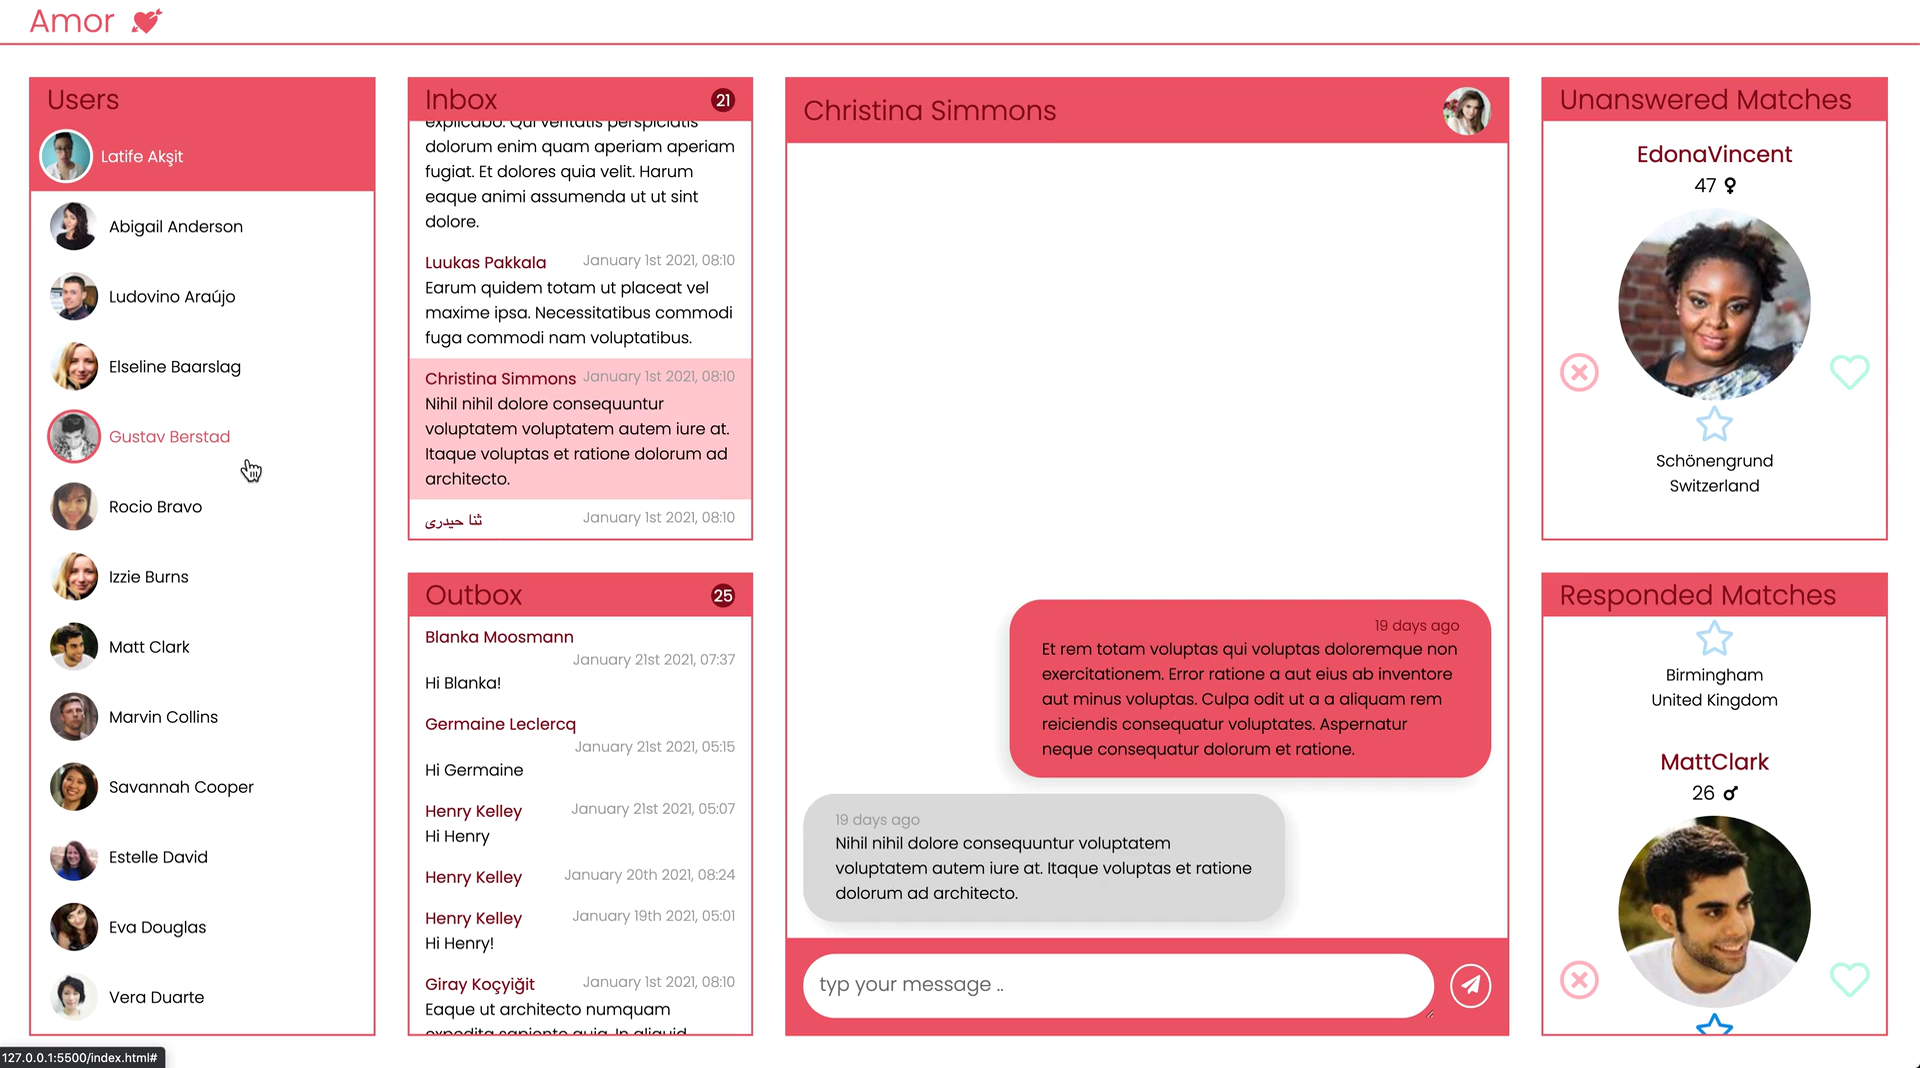 Amor
Users
Latife Akşit
Abigail Anderson
Ludovino Araújo
Elseline Baarslag
Gustav Berstad
Rocio Bravo
Izzie Burns
Matt Clark
Marvin Collins
Savannah Cooper
Estelle David
Eva Douglas
Vera Duarte
Inbox 21
explicabo. Qui veritatis perspiciatis
dolorum enim quam aperiam aperiam
fugiat. Et dolores quia velit. Harum
eaque animi assumenda ut ut sint
dolore.
Luukas Pakkala January 1st 2021, 08:10
Earum quidem totam ut placeat vel
maxime ipsa. Necessitatibus commodi
fuga commodi nam voluptatibus.
Christina Simmons January 1st 2021, 08:10
Nihil nihil dolore consequuntur
voluptatem voluptatem autem iure at.
Itaque voluptas et ratione dolorum ad
architecto.
ثنا حیدری January 1st 2021, 08:10
Outbox 25
Blanka Moosmann
January 21st 2021, 07:37
Hi Blanka!
Germaine Leclercq
January 21st 2021, 05:15
Hi Germaine
Henry Kelley January 21st 2021, 05:07
Hi Henry
Henry Kelley January 20th 2021, 08:24
Henry Kelley January 19th 2021, 05:01
Hi Henry!
Giray Koçyiğit January 1st 2021, 08:10
Eaque ut architecto numquam
expedita sapiente quia. In aliquid
Christina Simmons
19 days ago
Et rem totam voluptas qui voluptas doloremque non
exercitationem. Error ratione a aut eius ab inventore
aut minus voluptas. Culpa odit ut a a aliquam rem
reiciendis consequatur voluptates. Aspernatur
neque consequatur dolorum et ratione.
19 days ago
Nihil nihil dolore consequuntur voluptatem
voluptatem autem iure at. Itaque voluptas et ratione
dolorum ad architecto.
typ your message ..
Unanswered Matches
EdonaVincent
47
Schönengrund
Switzerland
Responded Matches
Birmingham
United Kingdom
MattClark
26
127.0.0.1:5500/index.html#